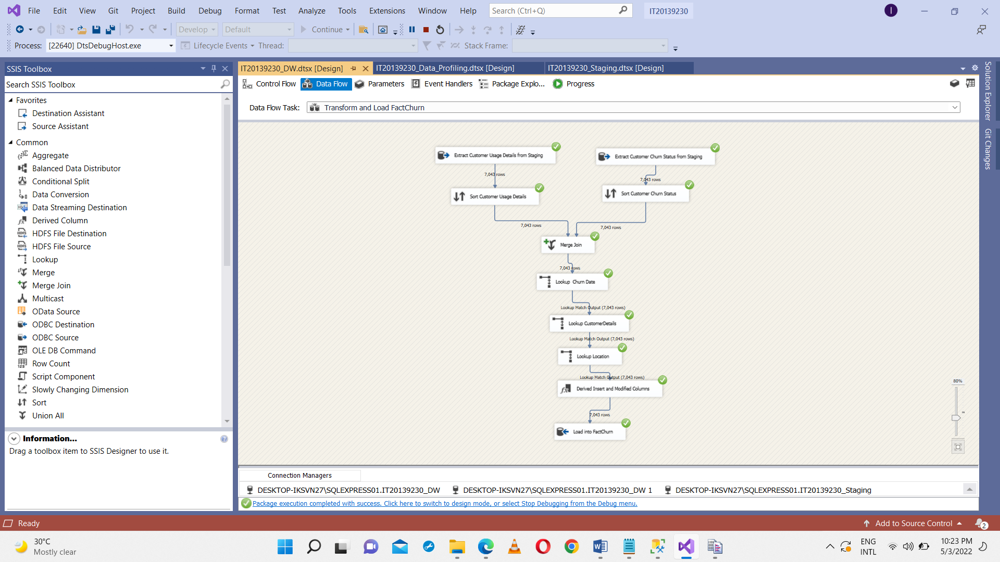 File Edit View Git Project Build Debug Format Test Analyze Tools Extensions Window Help Search (Ctrl+Q) IT20139230 I
Develop Default Continue
Process: [22640] DtsDebugHost.exe Lifecycle Events Thread: Stack Frame:
SSIS Toolbox
Search SSIS Toolbox
Favorites
Destination Assistant
Source Assistant
Common
Aggregate
Balanced Data Distributor
Conditional Split
Data Conversion
Data Streaming Destination
Derived Column
HDFS File Destination
HDFS File Source
Lookup
Merge
Merge Join
Multicast
OData Source
ODBC Destination
ODBC Source
OLE DB Command
Row Count
Script Component
Slowly Changing Dimension
Sort
Union All
Information...
Drag a toolbox item to SSIS Designer to use it.
IT20139230_DW.dtsx [Design] IT20139230_Data_Profiling.dtsx [Design] IT20139230_Staging.dtsx [Design]
Control Flow Data Flow Parameters Event Handlers Package Explo... Progress
Data Flow Task: Transform and Load FactChurn
Extract Customer Usage Details from Staging
Extract Customer Churn Status from Staging
7,043 rows
7,043 rows
Sort Customer Usage Details
Sort Customer Churn Status
7,043 rows
7,043 rows
Merge Join
7,043 rows
Lookup Churn Date
Lookup Match Output (7,043 rows)
Lookup CustomerDetails
Lookup Match Output (7,043 rows)
Lookup Location
Lookup Match Output (7,043 rows)
Derived Insert and Modified Columns
7,043 rows
Load into FactChurn
80%
Solution Explorer
Git Changes
Connection Managers
DESKTOP-IKSVN27\SQLEXPRESS01.IT20139230_DW DESKTOP-IKSVN27\SQLEXPRESS01.IT20139230_DW 1 DESKTOP-IKSVN27\SQLEXPRESS01.IT20139230_Staging
Package execution completed with success. Click here to switch to design mode, or select Stop Debugging from the Debug menu.
Ready Add to Source Control 2
30°C
Mostly clear
ENG
INTL
10:23 PM
5/3/2022